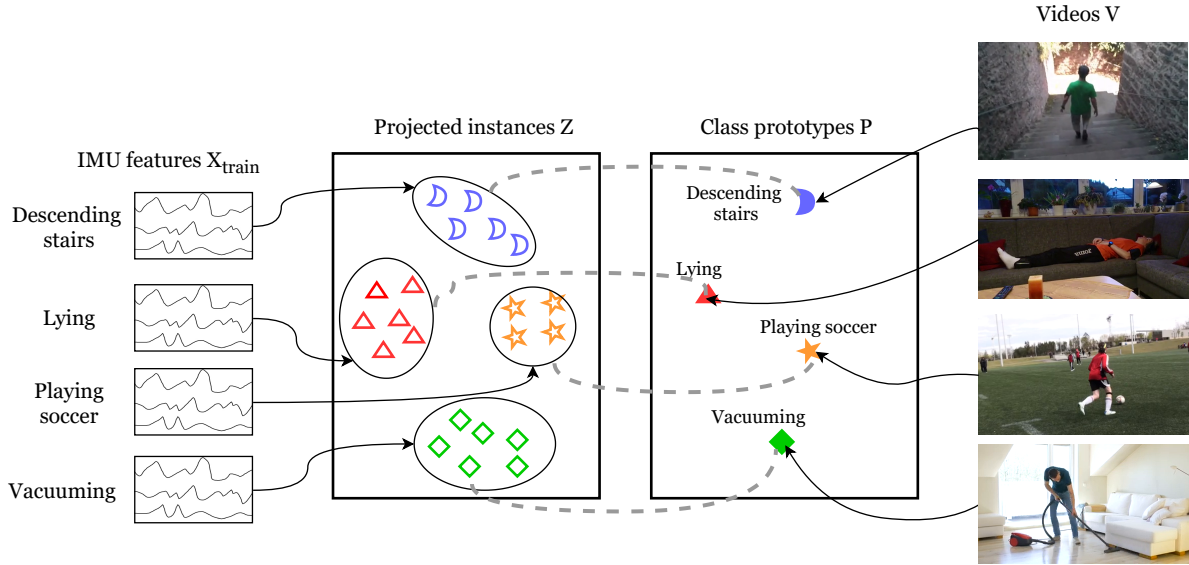 Videos V
Projected instances Z
Class prototypes P
IMU features X_train
Descending
stairs
Lying
Playing
soccer
Vacuuming
Descending
stairs
Lying
Playing soccer
Vacuuming